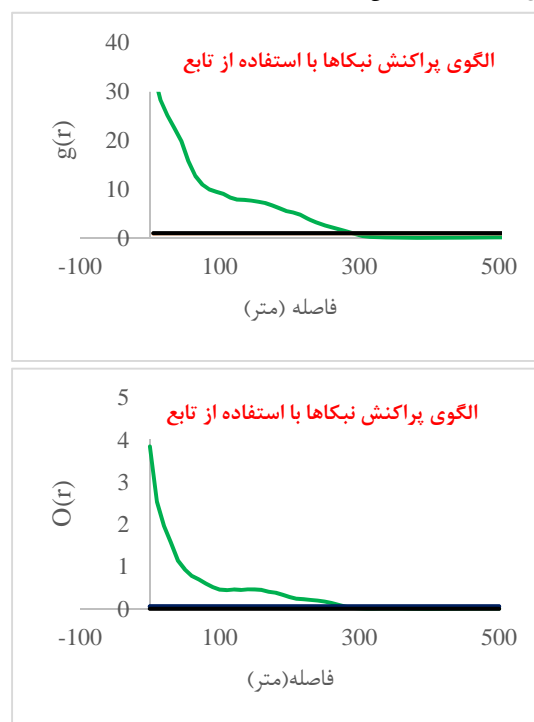 الگوی پراکنش نبکاها با استفاده از تابع
40
30
20
10
0
g(r)
-100 100 300 500
فاصله (متر)
الگوی پراکنش نبکاها با استفاده از تابع
5
4
3
2
1
0
O(r)
-100 100 300 500
فاصله(متر)